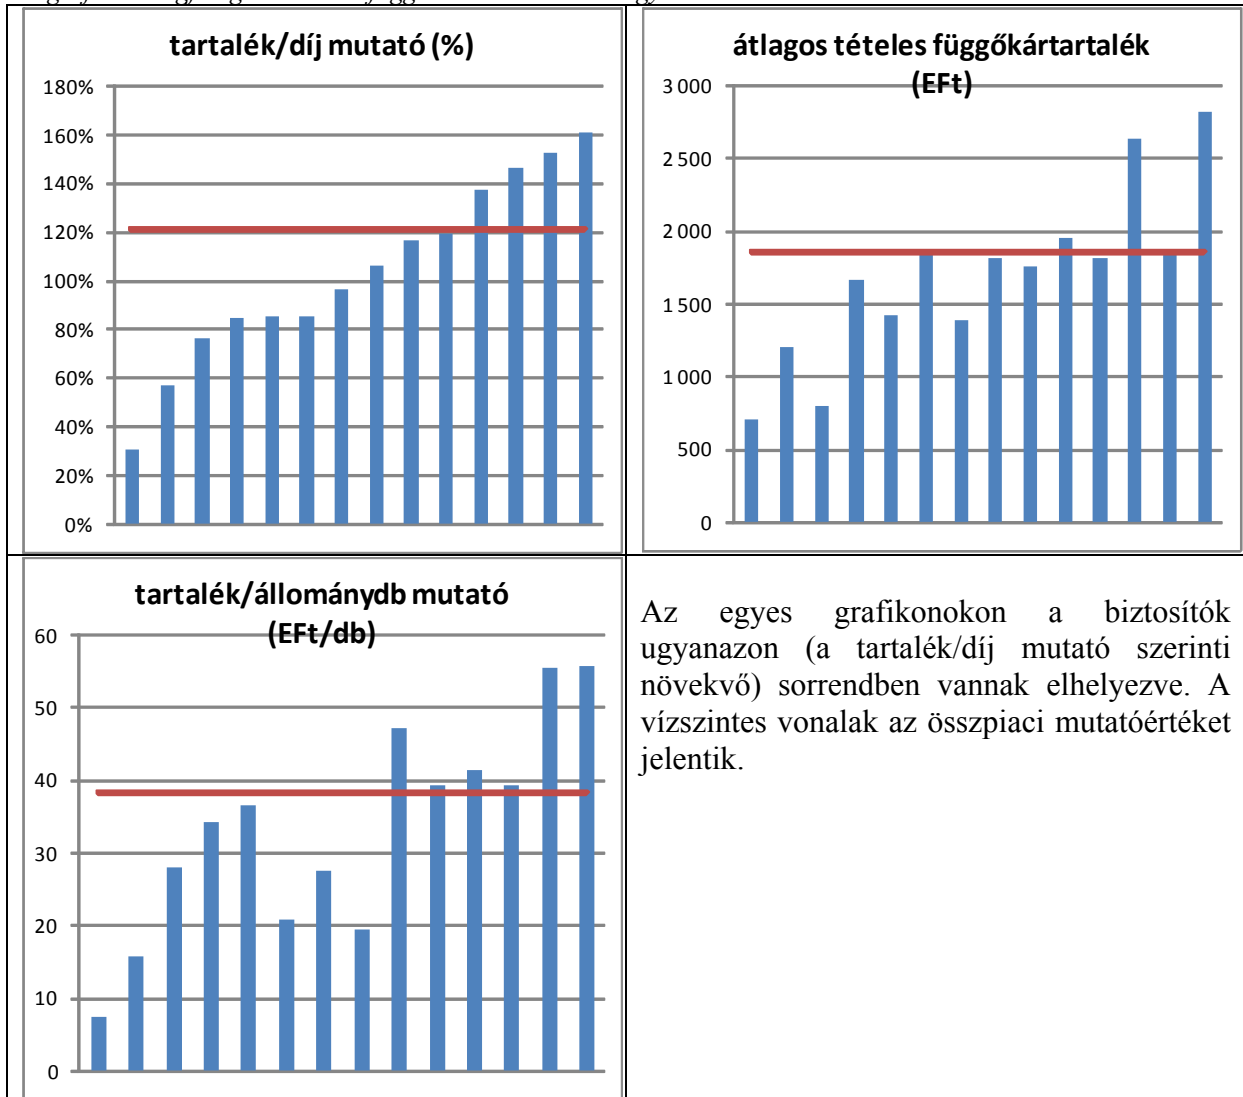 tartalék/díj mutató (%)
180%
160%
140%
120%
100%
80%
60%
40%
20%
0%
átlagos tételes függőkártartalék
(EFt)
3 000
2 500
2 000
1 500
1 000
500
0
tartalék/állománydb mutató
(EFt/db)
60
50
40
30
20
10
0
Az egyes grafikonokon a biztosítók
ugyanazon (a tartalék/díj mutató szerinti
növekvő) sorrendben vannak elhelyezve. A
vízszintes vonalak az összpiaci mutatóértéket
jelentik.